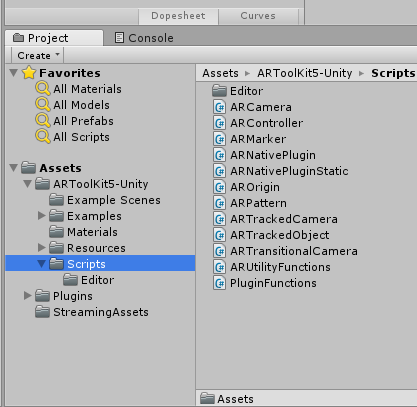 Dopesheet Curves
Project Console
Create
Favorites
All Materials
All Models
All Prefabs
All Scripts
Assets
ARToolKit5-Unity
Example Scenes
Examples
Materials
Resources
Scripts
Editor
Plugins
StreamingAssets
Assets ARToolKit5-Unity Scripts
Editor
ARCamera
ARController
ARMarker
ARNativePlugin
ARNativePluginStatic
AROrigin
ARPattern
ARTrackedCamera
ARTrackedObject
ARTransitionalCamera
ARUtilityFunctions
PluginFunctions
Assets